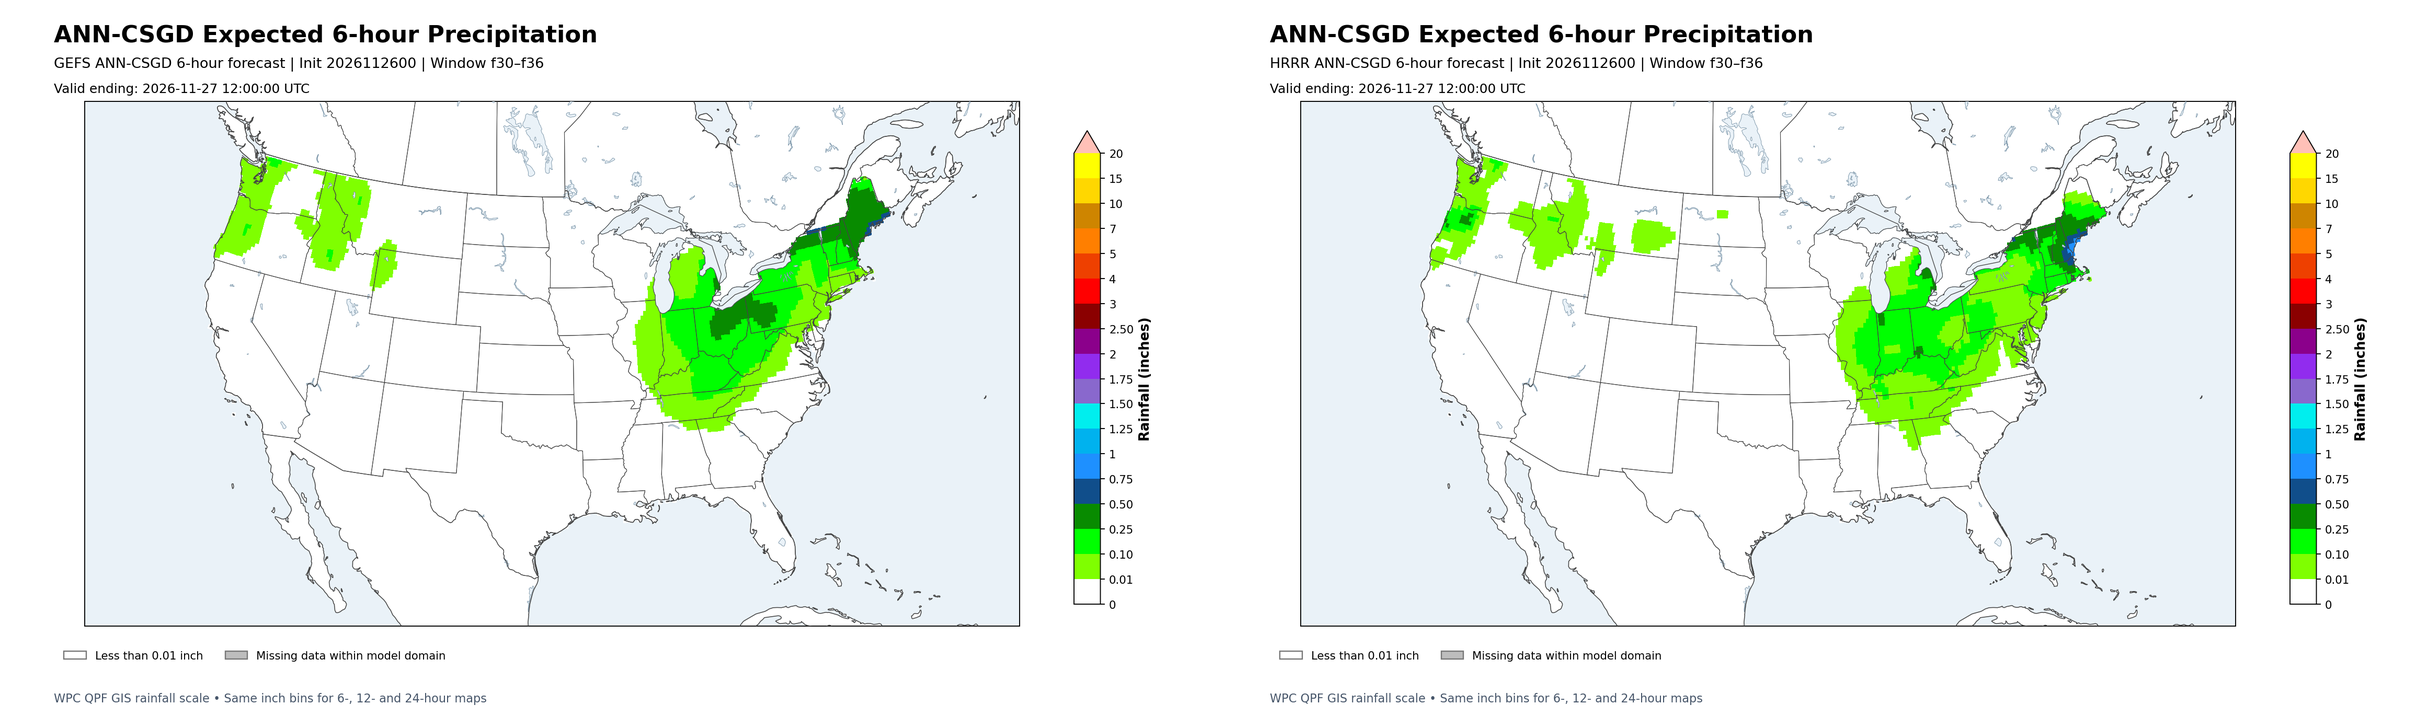 ANN-CSGD Expected 6-hour Precipitation
GEFS ANN-CSGD 6-hour forecast | Init 2026112600 | Window f30–f36
Valid ending: 2026-11-27 12:00:00 UTC
20
15
10
7
5
4
3
2.50
2
1.75
1.50
1.25
1
0.75
0.50
0.25
0.10
0.01
0
Rainfall (inches)
Less than 0.01 inch
Missing data within model domain
WPC QPF GIS rainfall scale • Same inch bins for 6-, 12- and 24-hour maps
ANN-CSGD Expected 6-hour Precipitation
HRRR ANN-CSGD 6-hour forecast | Init 2026112600 | Window f30–f36
Valid ending: 2026-11-27 12:00:00 UTC
20
15
10
7
5
4
3
2.50
2
1.75
1.50
1.25
1
0.75
0.50
0.25
0.10
0.01
0
Rainfall (inches)
Less than 0.01 inch
Missing data within model domain
WPC QPF GIS rainfall scale • Same inch bins for 6-, 12- and 24-hour maps